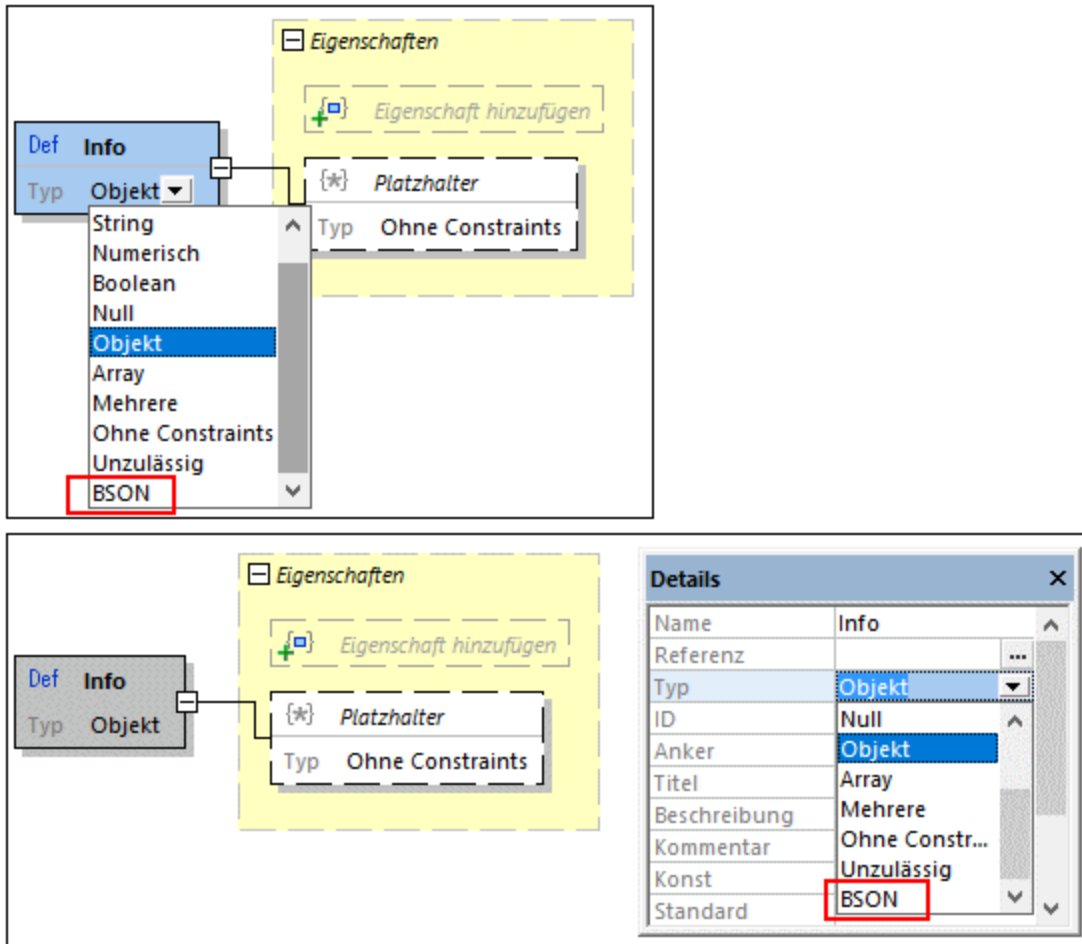 Eigenschaften
Eigenschaft hinzufügen
Def Info
Typ Objekt
Platzhalter
Typ Ohne Constraints
String
Numerisch
Boolean
Null
Objekt
Array
Mehrere
Ohne Constraints
Unzulässig
BSON
Eigenschaften
Eigenschaft hinzufügen
Def Info
Typ Objekt
Platzhalter
Typ Ohne Constraints
Details
Name Info
Referenz ...
Typ Objekt
ID
Anker
Titel
Beschreibung
Kommentar
Konst
Standard
Null
Objekt
Array
Mehrere
Ohne Constr...
Unzulässig
BSON